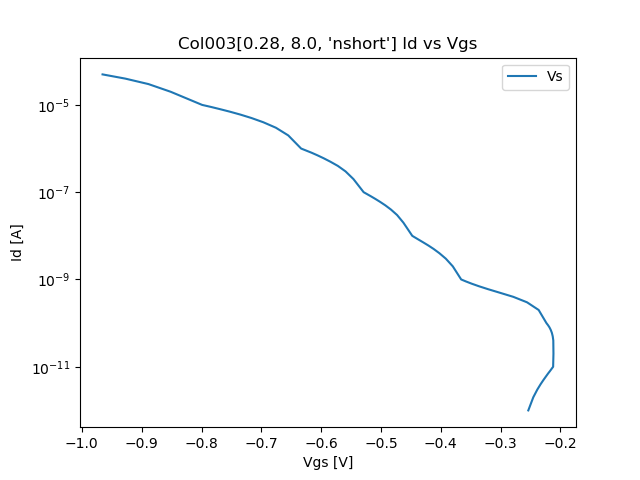 Col003[0.28, 8.0, 'nshort'] Id vs Vgs
Vs
10⁻⁵
10⁻⁷
10⁻⁹
10⁻¹¹
Id [A]
−1.0 −0.9 −0.8 −0.7 −0.6 −0.5 −0.4 −0.3 −0.2
Vgs [V]